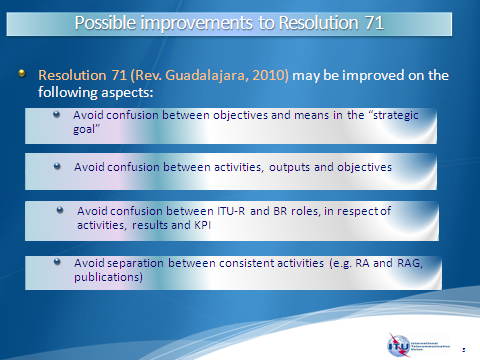 Possible improvements to Resolution 71
Resolution 71 (Rev. Guadalajara, 2010) may be improved on the
following aspects:
Avoid confusion between objectives and means in the “strategic
goal”
Avoid confusion between activities, outputs and objectives
Avoid confusion between ITU-R and BR roles, in respect of
activities, results and KPI
Avoid separation between consistent activities (e.g. RA and RAG,
publications)
ITU
International
Telecommunication
Union
5